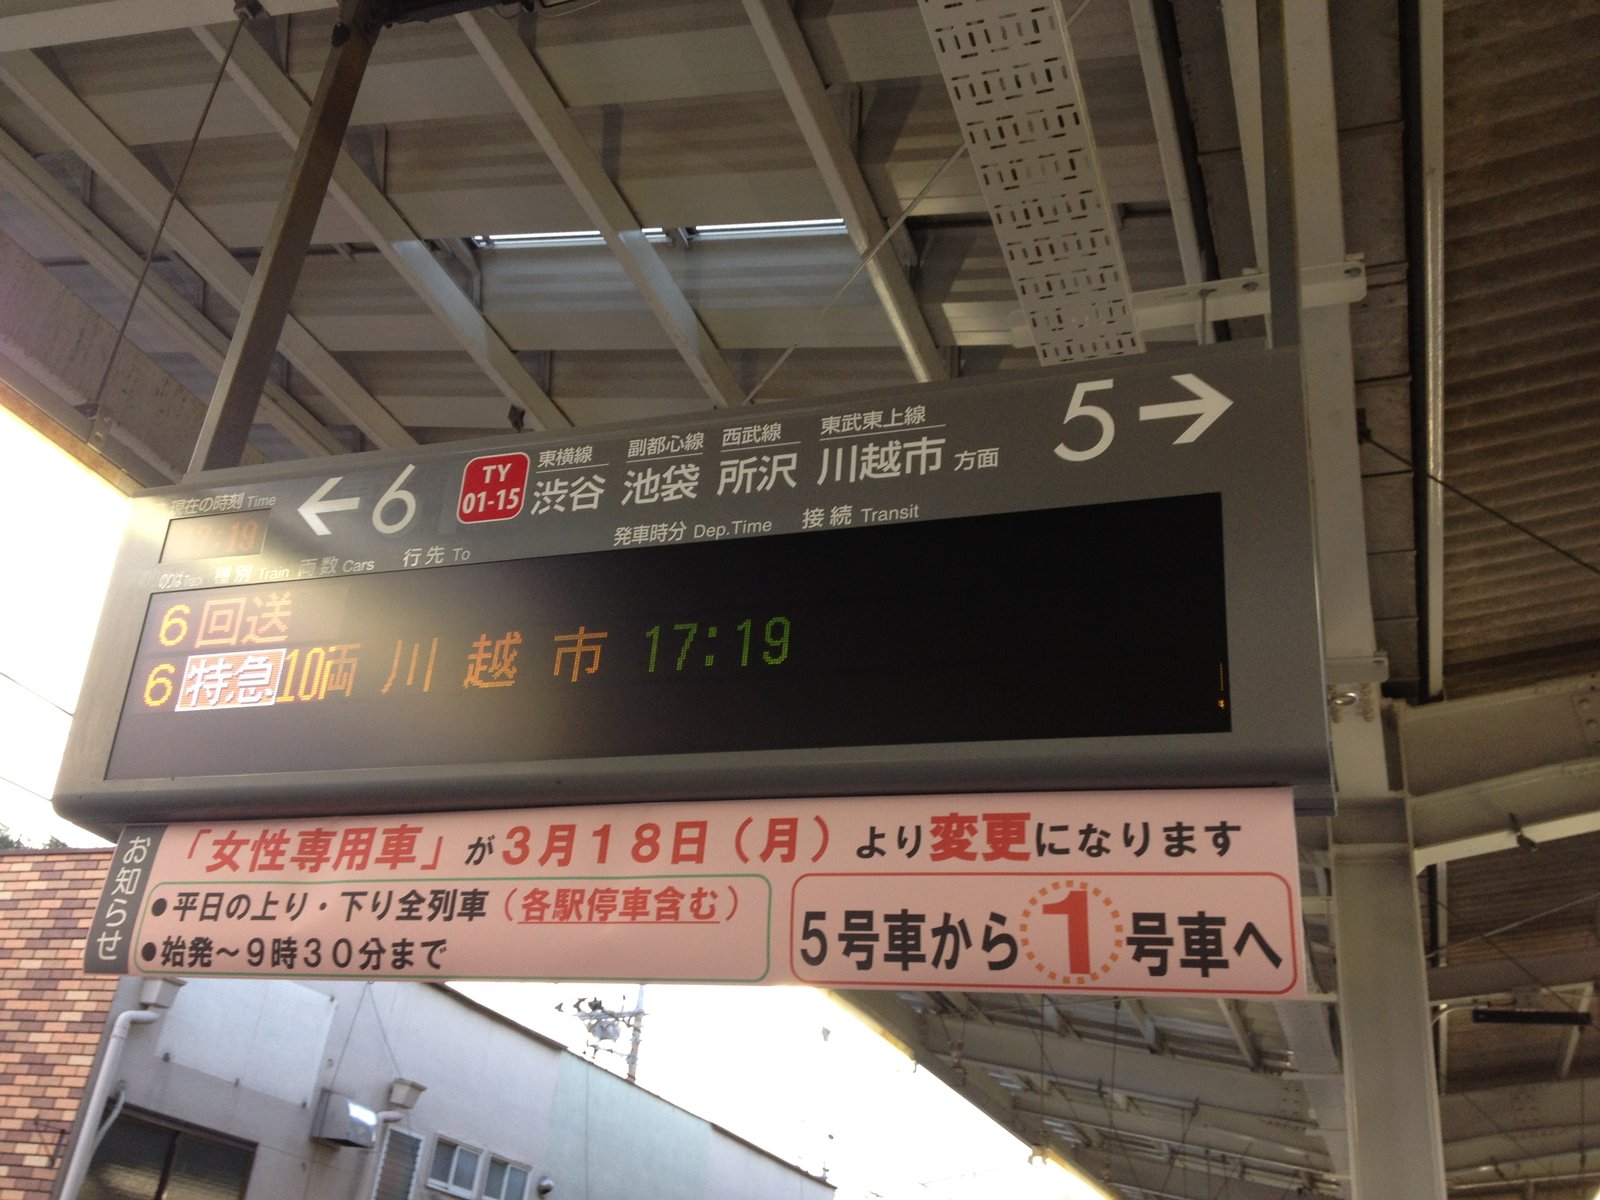 現在の時刻 Time
17:19
←6
TY
01-15
東横線 副都心線 西武線 東武東上線
渋谷 池袋 所沢 川越市 方面
5→
のりば Track 種別 Train 両数 Cars 行先 To 発車時分 Dep.Time 接続 Transit
6 回送
6 特急 10両 川越市 17:19
お知らせ
「女性専用車」が3月18日(月)より変更になります
●平日の上り・下り全列車(各駅停車含む)
●始発~9時30分まで
5号車から1号車へ